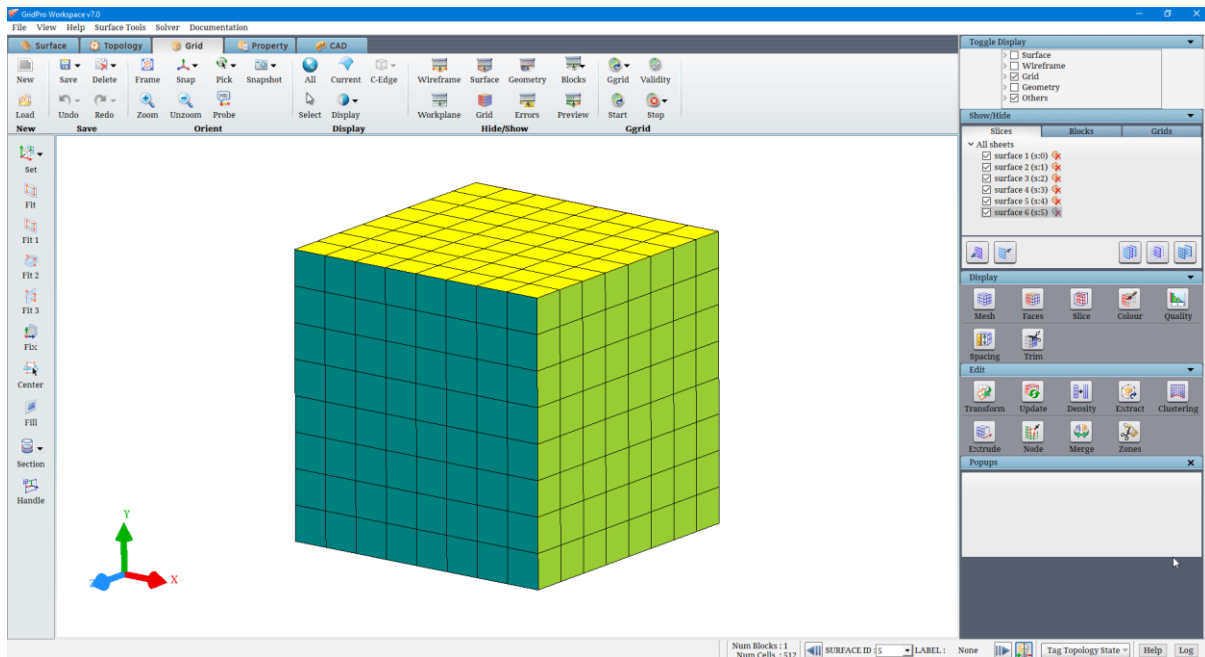 GridPro Workspace v7.0
File View Help Surface Tools Solver Documentation
Surface Topology Grid Property CAD
New Save Delete Frame Snap Pick Snapshot All Current C-Edge Wireframe Surface Geometry Blocks Ggrid Validity
Load Undo Redo Zoom Unzoom Probe Select Display Workplane Grid Errors Preview Start Stop
New Save Orient Display Hide/Show Ggrid
Set
Fit
Fit 1
Fit 2
Fit 3
Fix
Center
Fill
Section
Handle
Y
Z
X
Toggle Display
Surface
Wireframe
Grid
Geometry
Others
Show/Hide
Slices Blocks Grids
All sheets
surface 1 (s:0)
surface 2 (s:1)
surface 3 (s:2)
surface 4 (s:3)
surface 5 (s:4)
surface 6 (s:5)
Display
Mesh Faces Slice Colour Quality
Spacing Trim
Edit
Transform Update Density Extract Clustering
Extrude Node Merge Zones
Popups
Num Blocks : 1
Num Cells : 512
SURFACE ID : 5 LABEL : None Tag Topology State Help Log